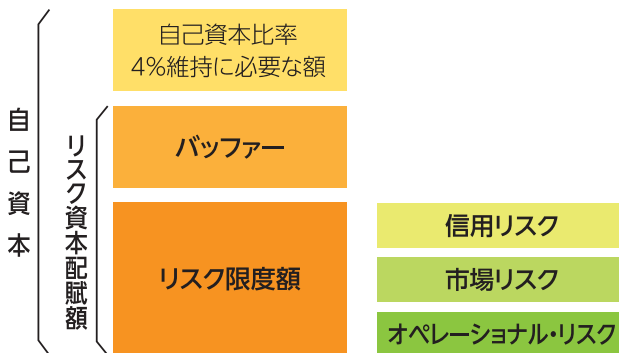 自己資本
リスク資本配賦額
自己資本比率
4%維持に必要な額
バッファー
リスク限度額
信用リスク
市場リスク
オペレーショナル・リスク